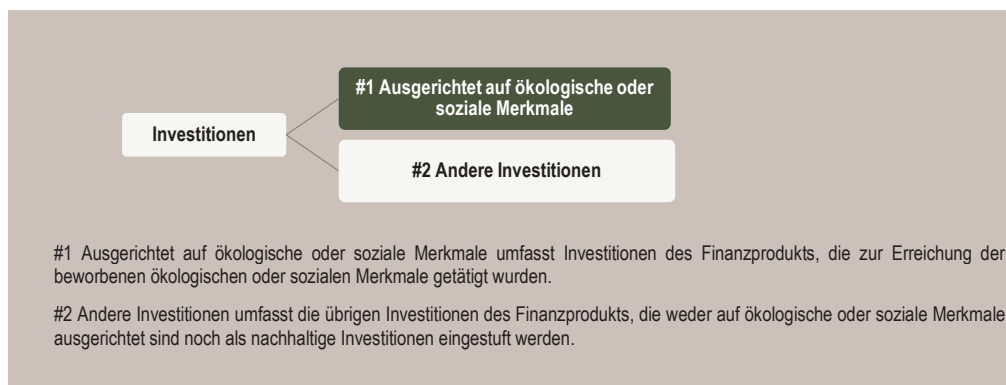 #1 Ausgerichtet auf ökologische oder
soziale Merkmale
Investitionen
#2 Andere Investitionen
#1 Ausgerichtet auf ökologische oder soziale Merkmale umfasst Investitionen des Finanzprodukts, die zur Erreichung der
beworbenen ökologischen oder sozialen Merkmale getätigt wurden.
#2 Andere Investitionen umfasst die übrigen Investitionen des Finanzprodukts, die weder auf ökologische oder soziale Merkmale
ausgerichtet sind noch als nachhaltige Investitionen eingestuft werden.